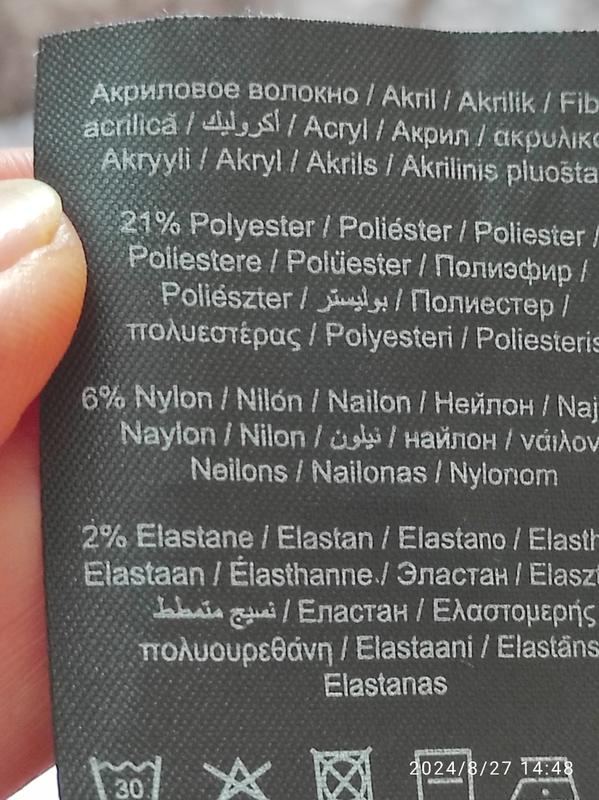 Акриловое волокно / Akril / Akrilik / Fib
acrilică / أكروليك / Acryl / Акрил / ακρυλικ
Akryyli / Akryl / Akrils / Akrilinis pluošta
21% Polyester / Poliéster / Poliester /
Poliestere / Polüester / Полиэфир /
Poliészter / بوليستر / Полиестер /
πολυεστέρας / Polyesteri / Poliesteris
6% Nylon / Nilón / Nailon / Нейлон / Naj
Naylon / Nilon / نيلون / найлон / νάιλον
Neilons / Nailonas / Nylonom
2% Elastane / Elastan / Elastano / Elasth
Elastaan / Élasthanne / Эластан / Elaszt
نسيج متمطط / Еластан / Ελαστομερής
πολυουρεθάνη / Elastaani / Elastāns
Elastanas
30
2024/8/27 14:48